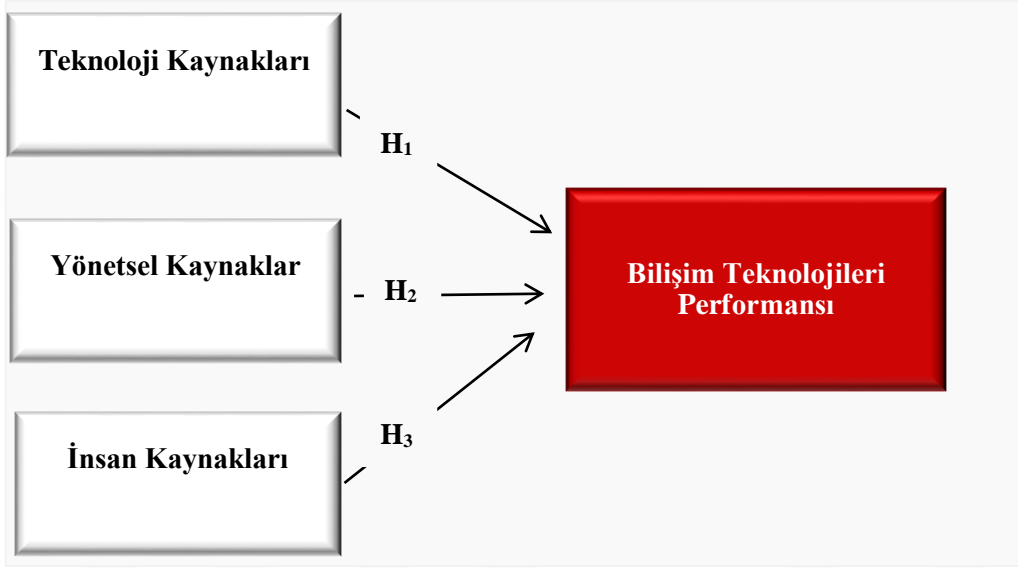 Teknoloji Kaynakları
H₁
Yönetsel Kaynaklar
H₂
Bilişim Teknolojileri
Performansı
H₃
İnsan Kaynakları